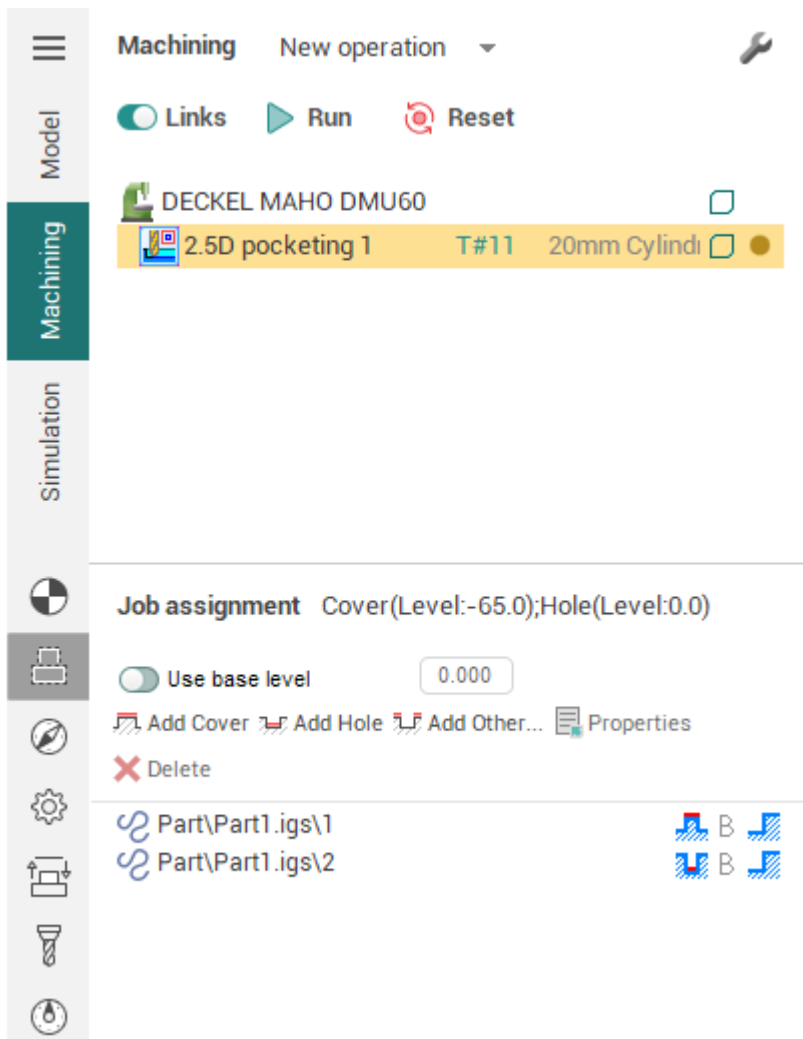 Machining New operation
Links Run Reset
Model
DECKEL MAHO DMU60
2.5D pocketing 1 T#11 20mm Cylindi
Machining
Simulation
Job assignment Cover(Level:-65.0);Hole(Level:0.0)
Use base level 0.000
Add Cover Add Hole Add Other... Properties
Delete
Part\Part1.igs\1 B
Part\Part1.igs\2 B